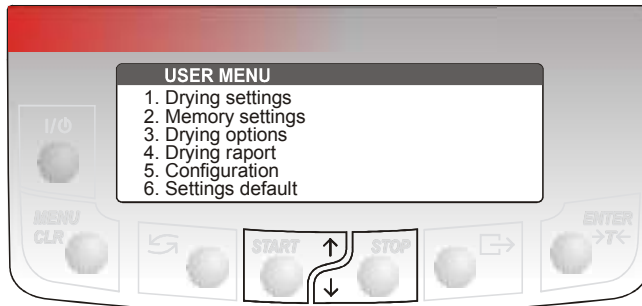 USER MENU
1. Drying settings
2. Memory settings
3. Drying options
4. Drying raport
5. Configuration
6. Settings default
I/⏻
MENU
CLR
START ↑ STOP
↓
ENTER
→T←